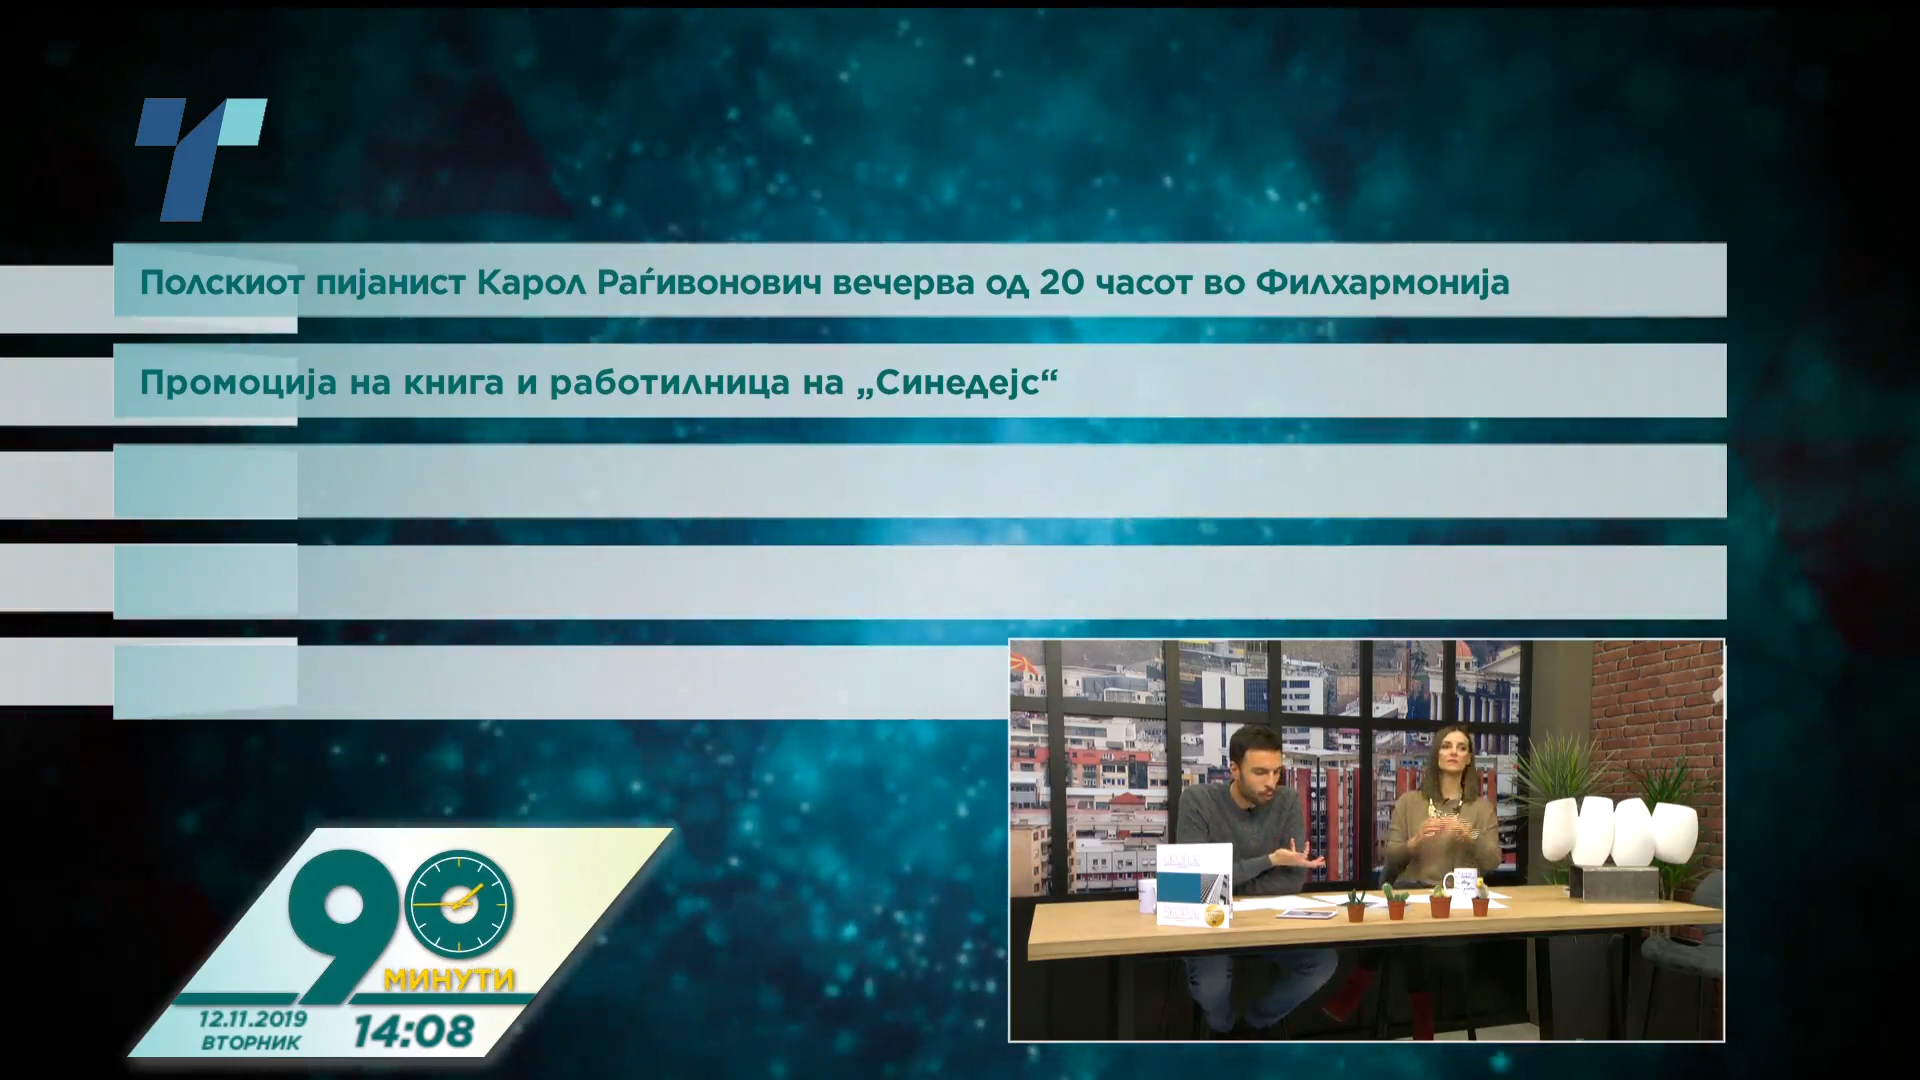 Полскиот пијанист Карол Раѓивонович вечерва од 20 часот во Филхармонија
Промоција на книга и работилница на „Синедејс“
90
МИНУТИ
12.11.2019
ВТОРНИК
14:08